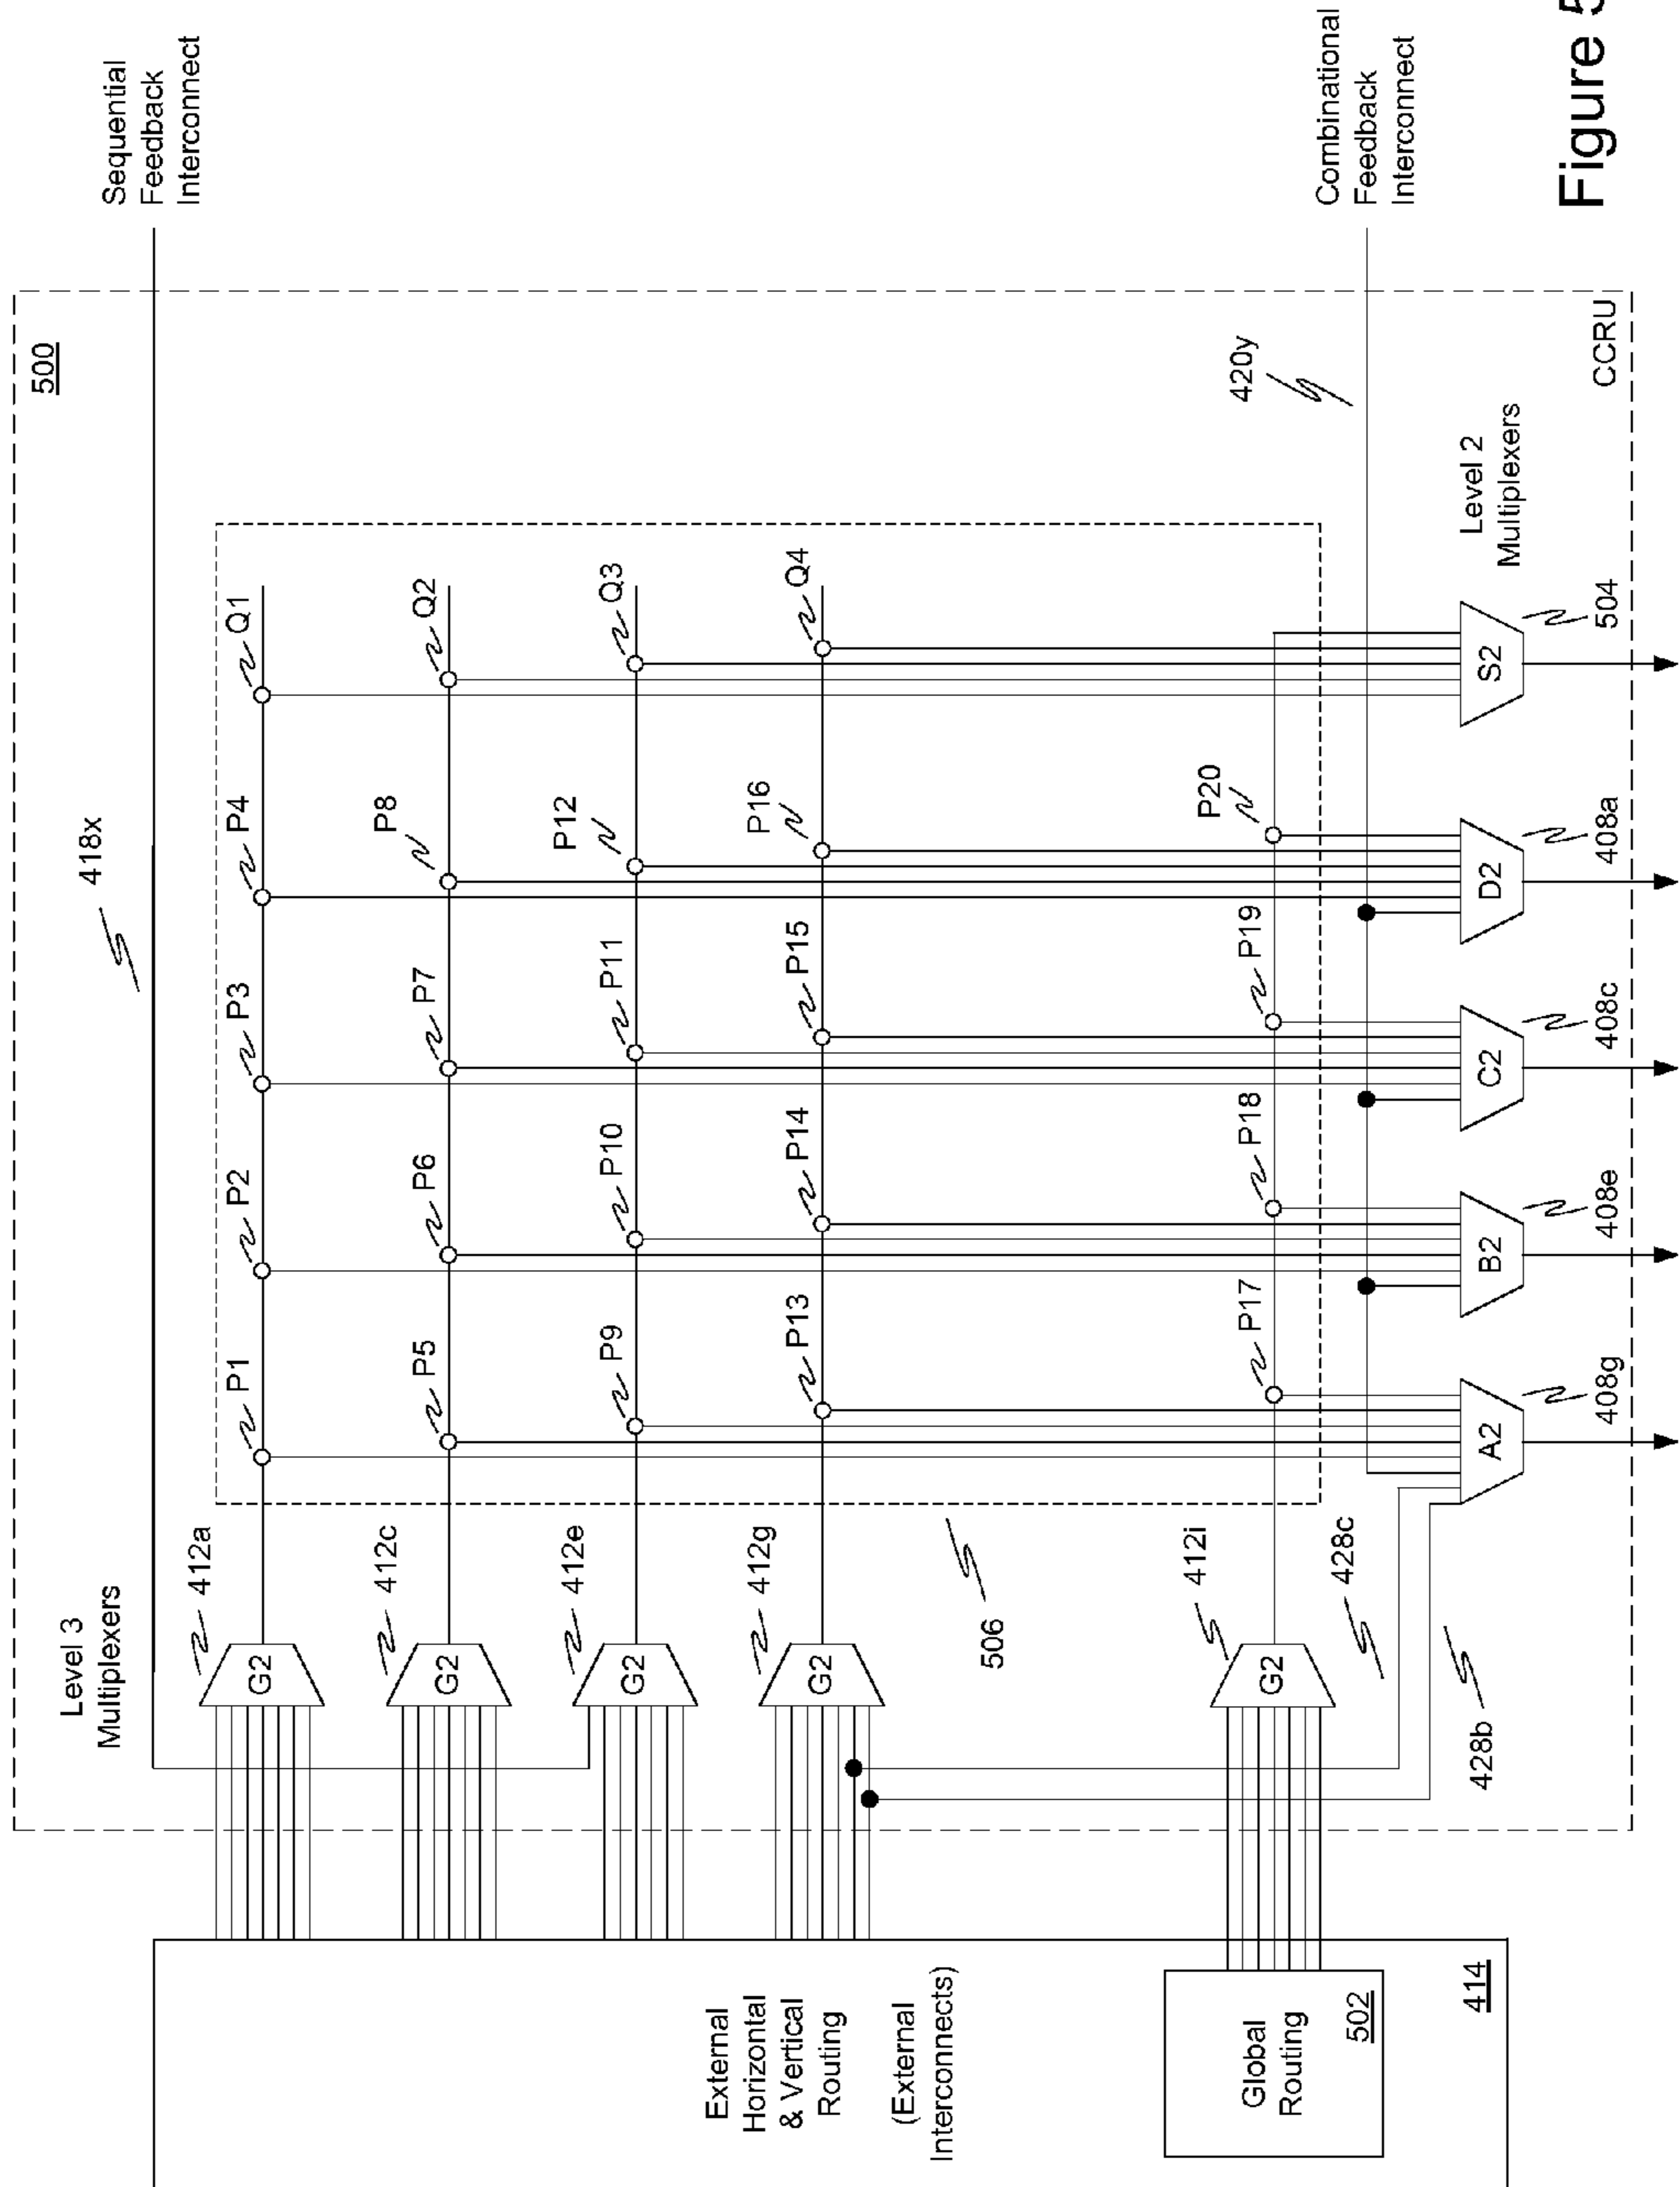 Sequential
Feedback
Interconnect
500
418x
Level 3
Multiplexers
412a
G2
P1
P2
P3
P4
Q1
412c
G2
P5
P6
P7
P8
Q2
412e
G2
P9
P10
P11
P12
Q3
412g
G2
P13
P14
P15
P16
Q4
External
Horizontal
& Vertical
Routing
(External
Interconnects)
506
412i
G2
P17
P18
P19
P20
Global
Routing
502
414
428c
428b
420y
Combinational
Feedback
Interconnect
A2
B2
C2
D2
S2
Level 2
Multiplexers
408g
408e
408c
408a
504
CCRU
Figure 5